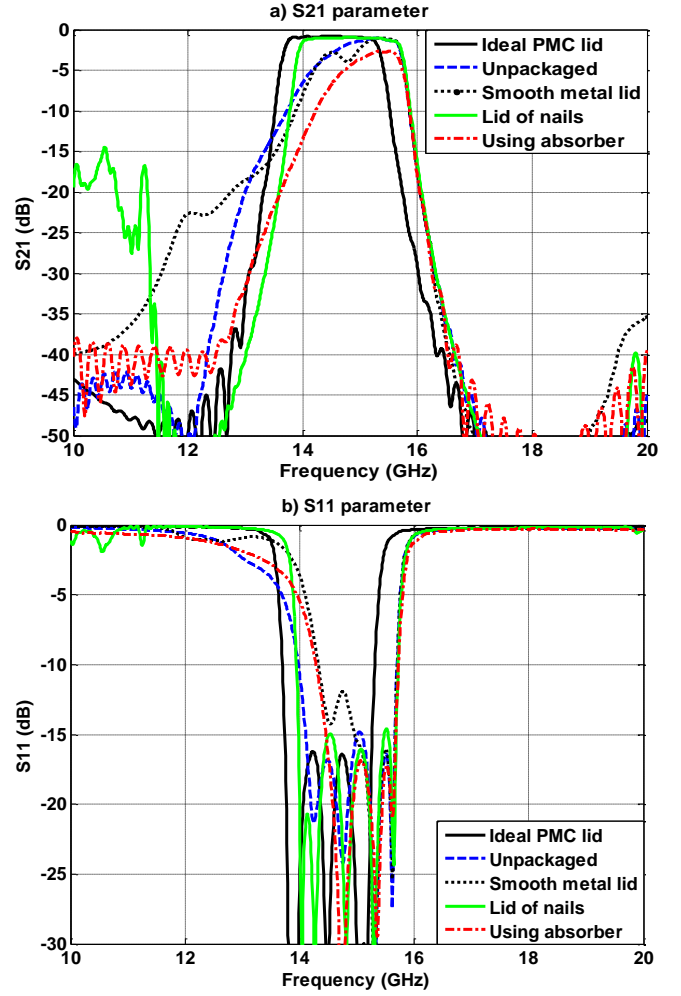 a) S21 parameter
0
-5
-10
-15
-20
-25
-30
-35
-40
-45
-50
S21 (dB)
Ideal PMC lid
Unpackaged
Smooth metal lid
Lid of nails
Using absorber
10
12
14
16
18
20
Frequency (GHz)
b) S11 parameter
0
-5
-10
-15
-20
-25
-30
S11 (dB)
Ideal PMC lid
Unpackaged
Smooth metal lid
Lid of nails
Using absorber
10
12
14
16
18
20
Frequency (GHz)